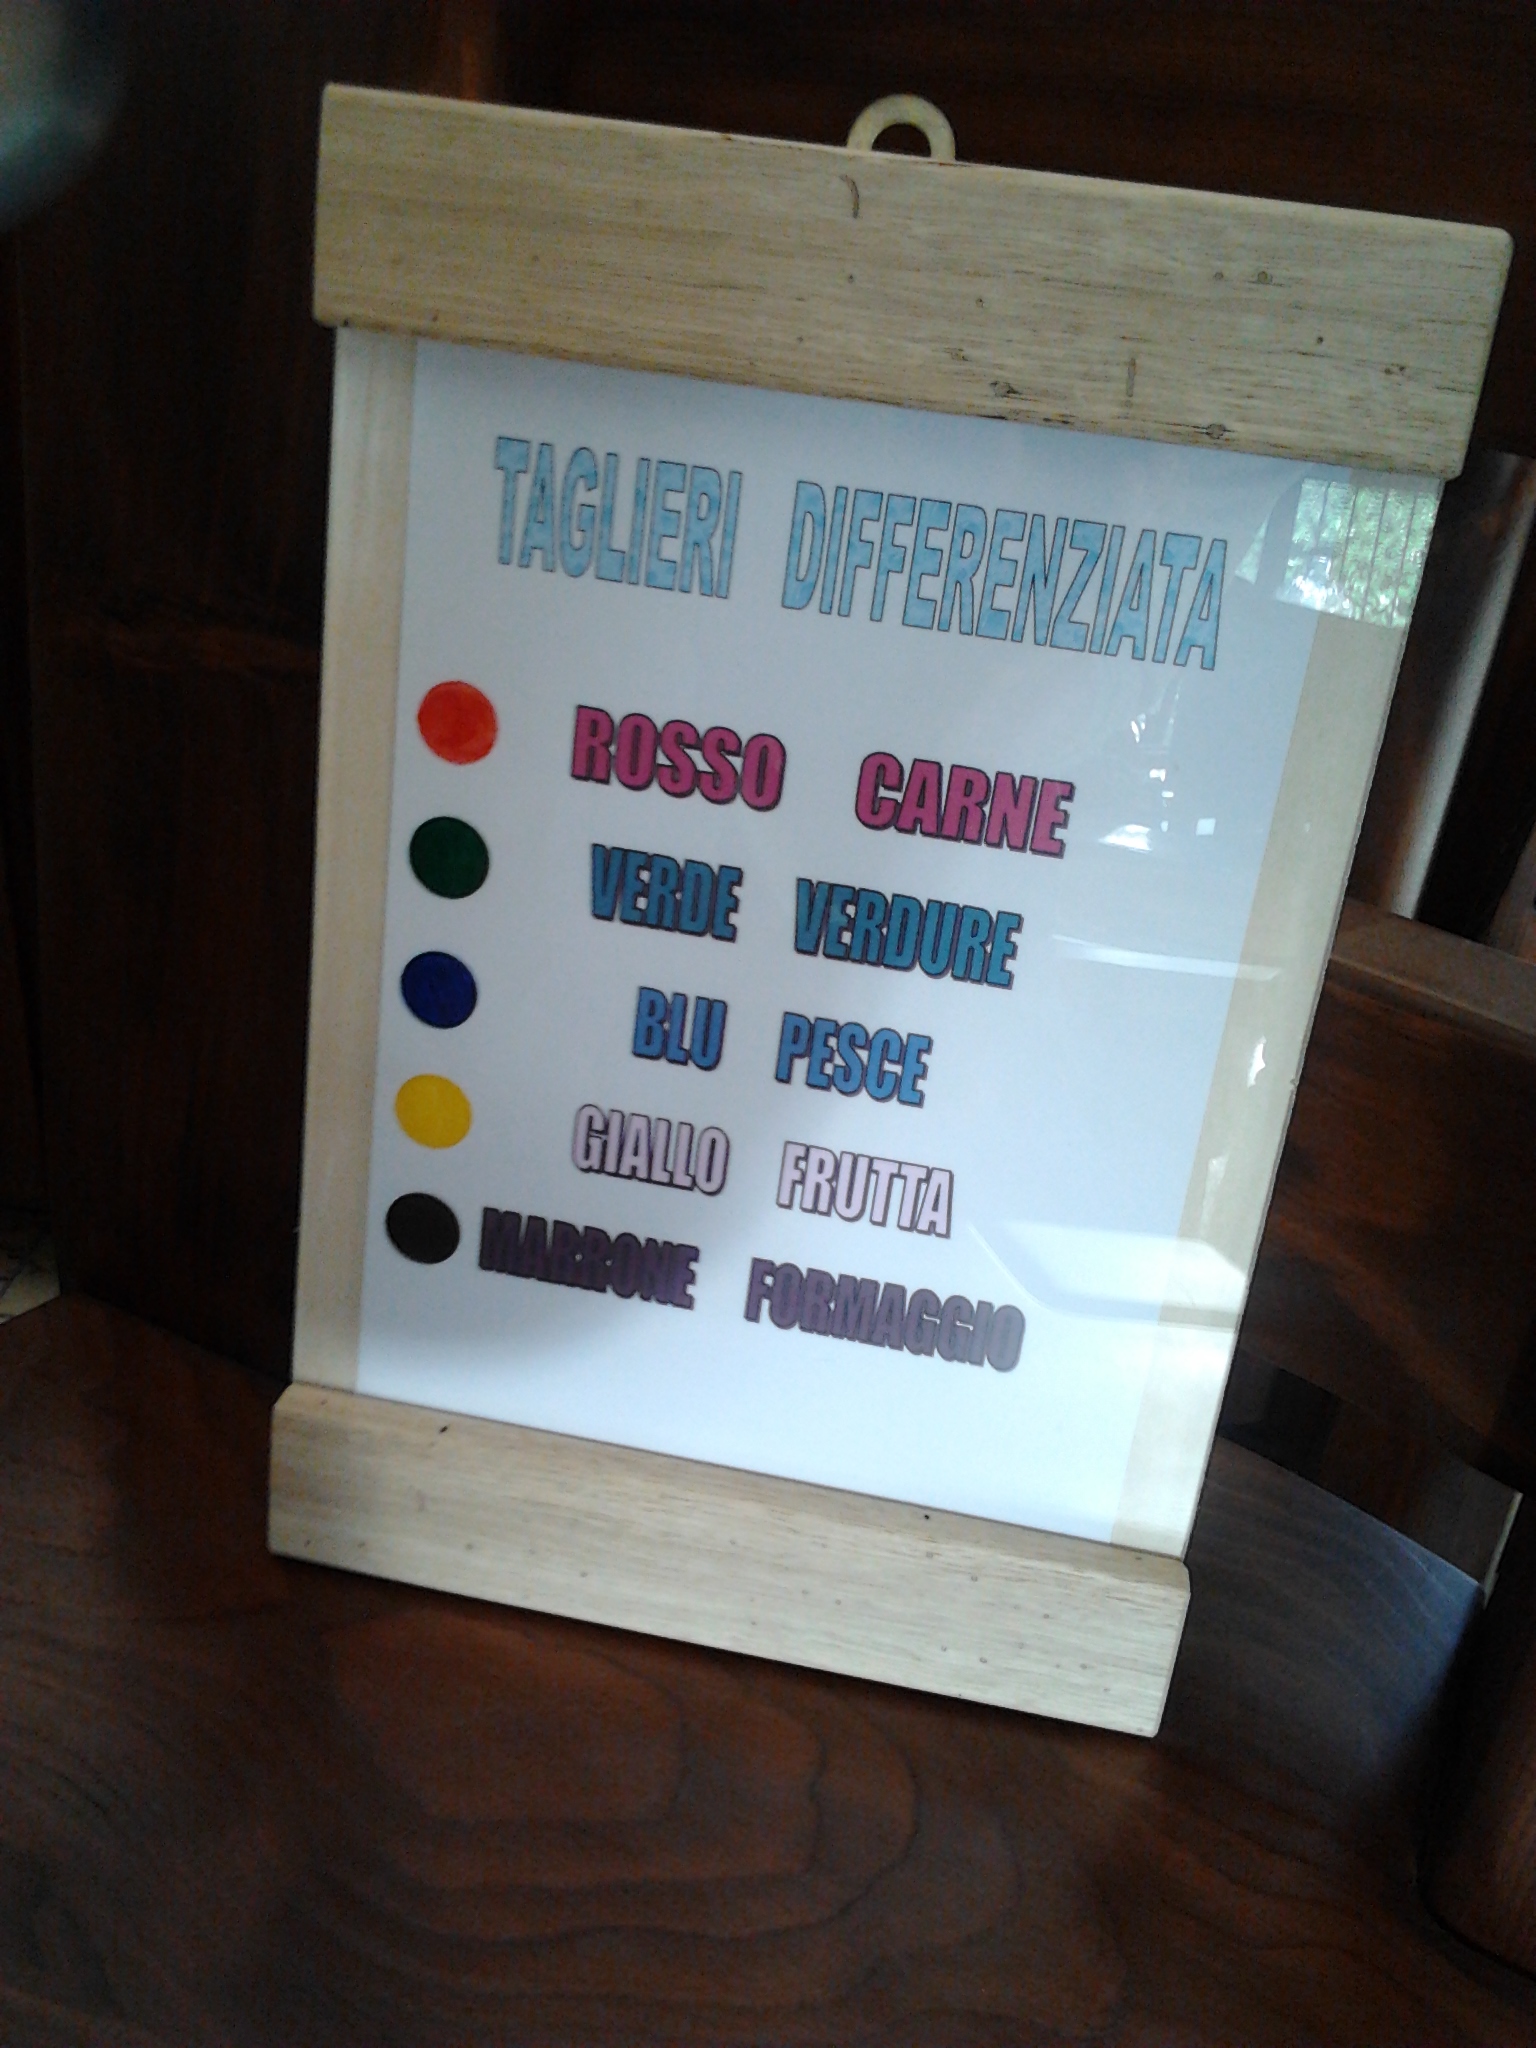 TAGLIERI DIFFERENZIATA
ROSSO CARNE
VERDE VERDURE
BLU PESCE
GIALLO FRUTTA
MARRONE FORMAGGIO